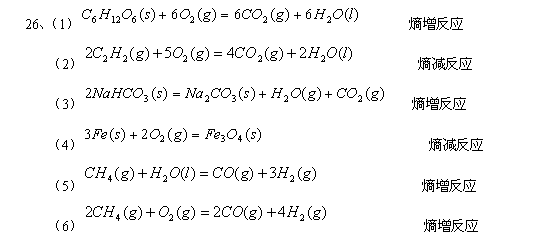 26、（1） C₆H₁₂O₆(s)+6O₂(g)=6CO₂(g)+6H₂O(l) 熵增反应
（2） 2C₂H₂(g)+5O₂(g)=4CO₂(g)+2H₂O(l) 熵减反应
（3） 2NaHCO₃(s)=Na₂CO₃(s)+H₂O(g)+CO₂(g) 熵增反应
（4） 3Fe(s)+2O₂(g)=Fe₃O₄(s) 熵减反应
（5） CH₄(g)+H₂O(l)=CO(g)+3H₂(g) 熵增反应
（6） 2CH₄(g)+O₂(g)=2CO(g)+4H₂(g) 熵增反应